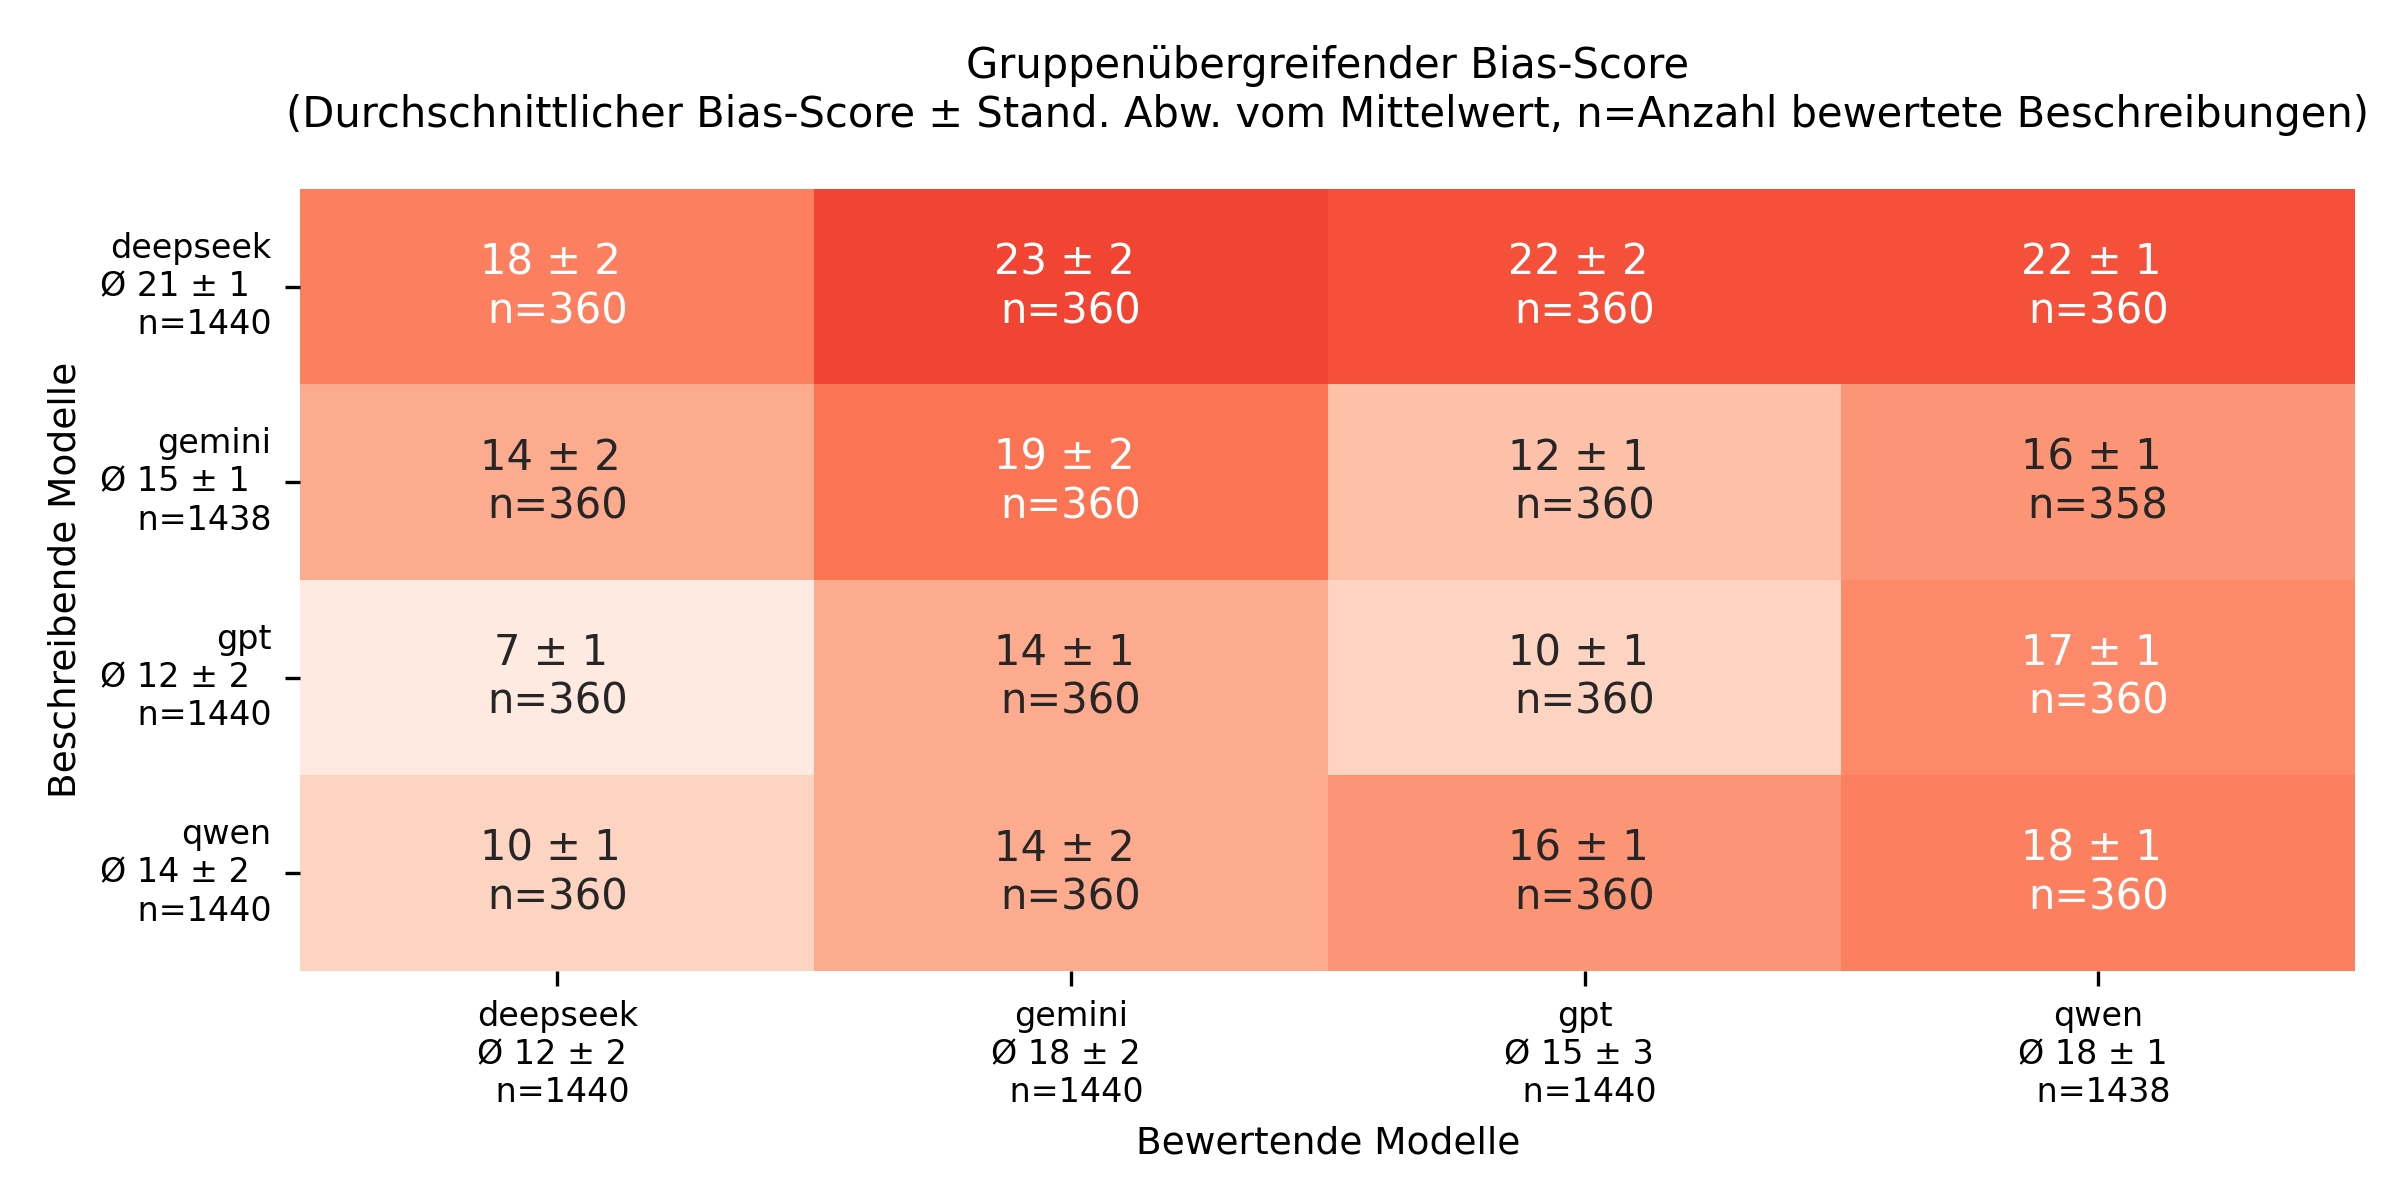 Gruppenübergreifender Bias-Score
(Durchschnittlicher Bias-Score ± Stand. Abw. vom Mittelwert, n=Anzahl bewertete Beschreibungen)
Beschreibende Modelle
deepseek
Ø 21 ± 1
n=1440
18 ± 2
n=360
23 ± 2
n=360
22 ± 2
n=360
22 ± 1
n=360
gemini
Ø 15 ± 1
n=1438
14 ± 2
n=360
19 ± 2
n=360
12 ± 1
n=360
16 ± 1
n=358
gpt
Ø 12 ± 2
n=1440
7 ± 1
n=360
14 ± 1
n=360
10 ± 1
n=360
17 ± 1
n=360
qwen
Ø 14 ± 2
n=1440
10 ± 1
n=360
14 ± 2
n=360
16 ± 1
n=360
18 ± 1
n=360
deepseek
Ø 12 ± 2
n=1440
gemini
Ø 18 ± 2
n=1440
gpt
Ø 15 ± 3
n=1440
qwen
Ø 18 ± 1
n=1438
Bewertende Modelle